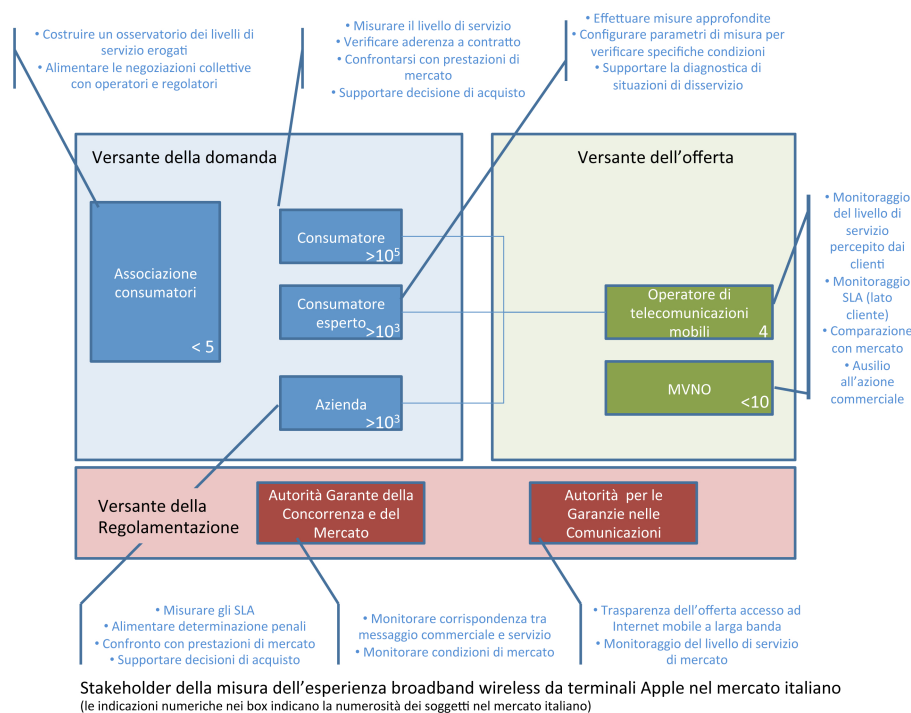 • Costruire un osservatorio dei livelli di
servizio erogati
• Alimentare le negoziazioni collettive
con operatori e regolatori
• Misurare il livello di servizio
• Verificare aderenza a contratto
• Confrontarsi con prestazioni di
mercato
• Supportare decisione di acquisto
• Effettuare misure approfondite
• Configurare parametri di misura per
verificare specifiche condizioni
• Supportare la diagnostica di
situazioni di disservizio
Versante della domanda
Associazione
consumatori
< 5
Consumatore
>10⁵
Consumatore
esperto
>10³
Azienda
>10³
Versante dell'offerta
Operatore di
telecomunicazioni
mobili
4
MVNO
<10
• Monitoraggio
del livello di
servizio
percepito dai
clienti
• Monitoraggio
SLA (lato
cliente)
• Comparazione
con mercato
• Ausilio
all'azione
commerciale
Versante della
Regolamentazione
Autorità Garante della
Concorrenza e del
Mercato
Autorità per le
Garanzie nelle
Comunicazioni
• Misurare gli SLA
• Alimentare determinazione penali
• Confronto con prestazioni di mercato
• Supportare decisioni di acquisto
• Monitorare corrispondenza tra
messaggio commerciale e servizio
• Monitorare condizioni di mercato
• Trasparenza dell'offerta accesso ad
Internet mobile a larga banda
• Monitoraggio del livello di servizio
di mercato
Stakeholder della misura dell'esperienza broadband wireless da terminali Apple nel mercato italiano
(le indicazioni numeriche nei box indicano la numerosità dei soggetti nel mercato italiano)